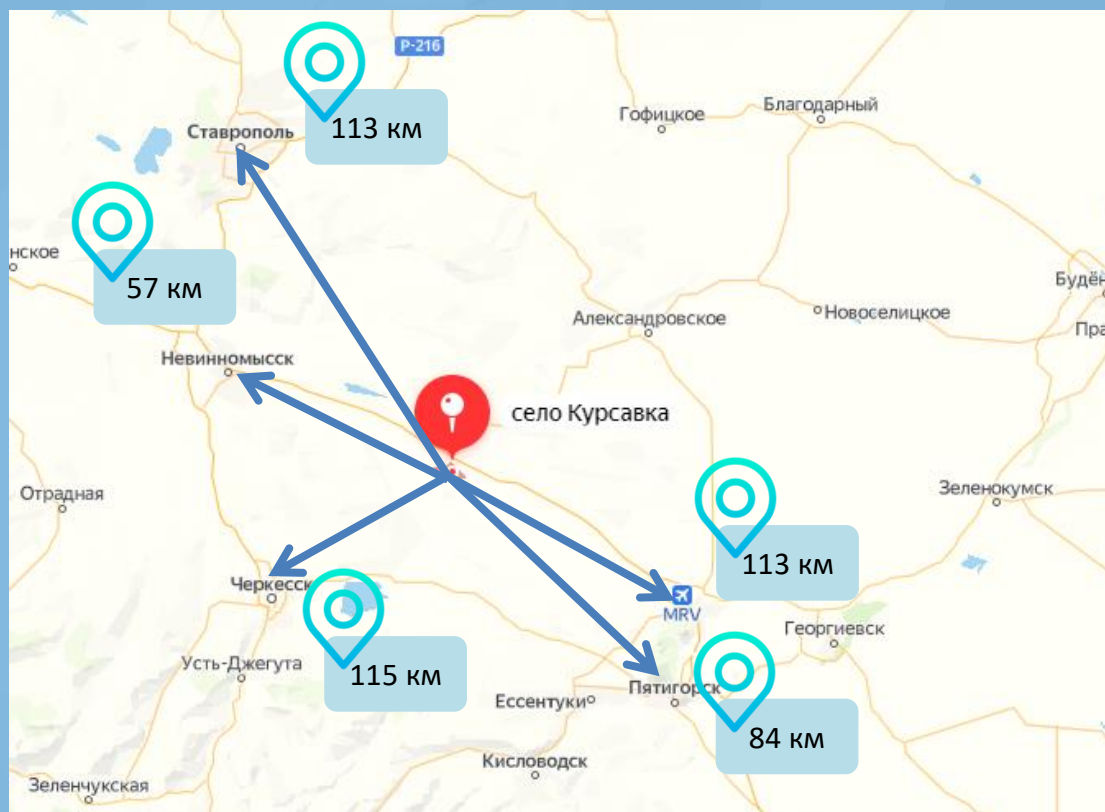 Р-216
113 км
Ставрополь
Гофицкое
Благодарный
нское
57 км
Будён
Александровское
Новоселицкое
Пра
Невинномысск
село Курсавка
Отрадная
Зеленокумск
113 км
Черкесск
MRV
Георгиевск
Усть-Джегута
115 км
Пятигорск
Ессентуки
84 км
Кисловодск
Зеленчукская